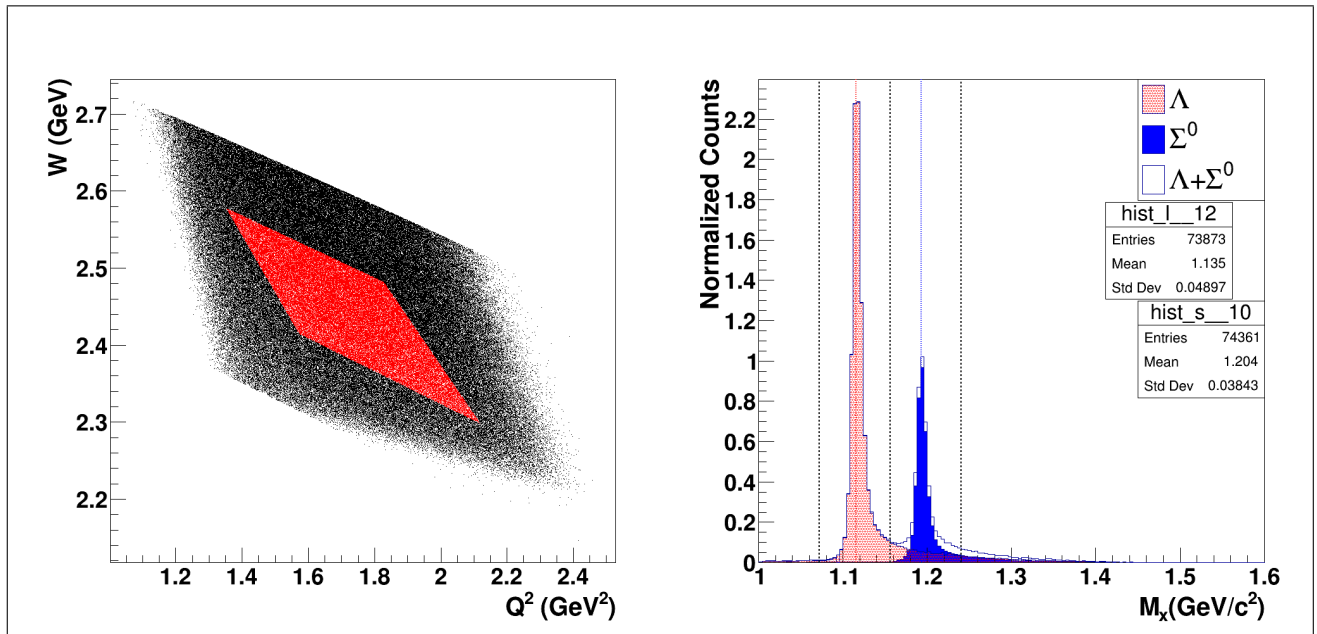 W (GeV)
2.7
2.6
2.5
2.4
2.3
2.2
1.2 1.4 1.6 1.8 2 2.2 2.4
Q² (GeV²)
Normalized Counts
2.2
2
1.8
1.6
1.4
1.2
1
0.8
0.6
0.4
0.2
0
1 1.1 1.2 1.3 1.4 1.5 1.6
M_x(GeV/c²)
Λ
Σ⁰
Λ+Σ⁰
hist_l__12
Entries 73873
Mean 1.135
Std Dev 0.04897
hist_s__10
Entries 74361
Mean 1.204
Std Dev 0.03843